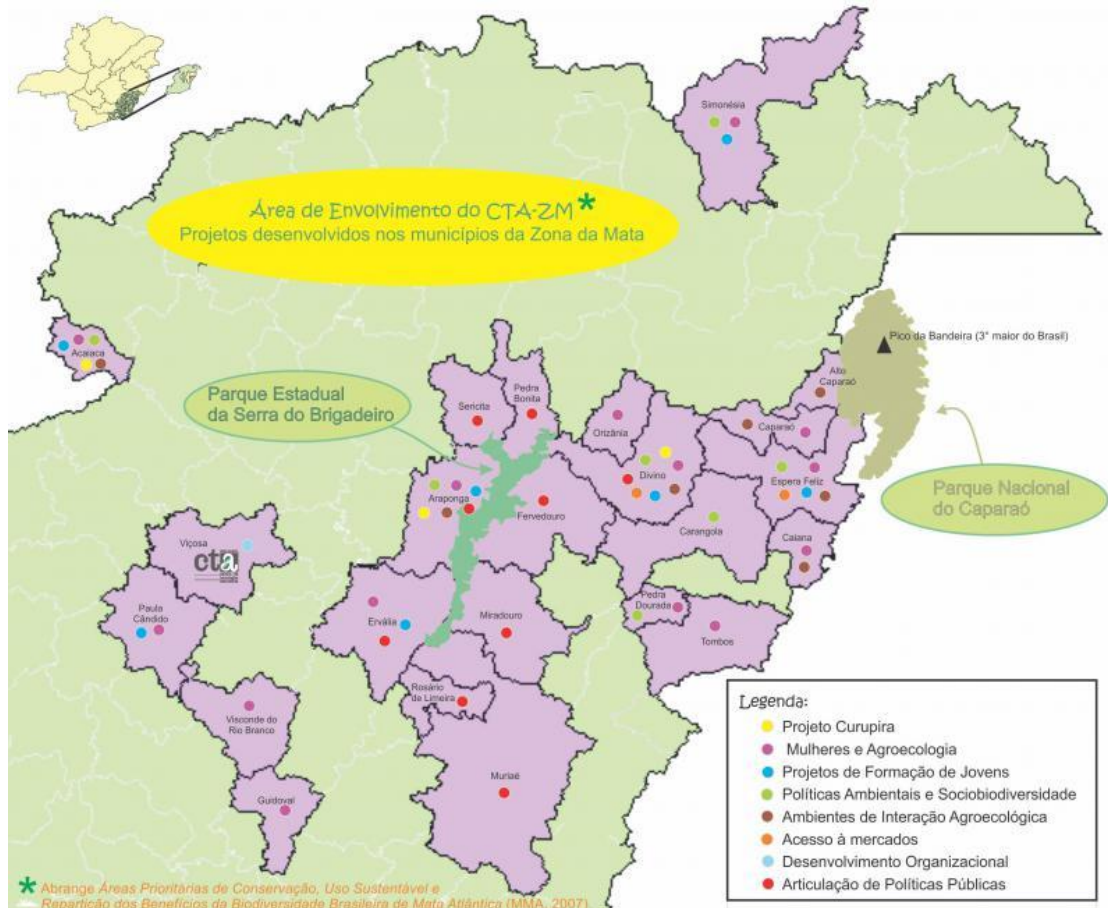 Simonésia
Área de Envolvimento do CTA-ZM *
Projetos desenvolvidos nos municípios da Zona da Mata
Pico da Bandeira (3° maior do Brasil)
Acaiaca
Alto
Caparaó
Parque Estadual
da Serra do Brigadeiro
Sericita
Pedra
Bonita
Orizânia
Caparaó
Divino
Espera Feliz
Parque Nacional
do Caparaó
Araponga
Fervedouro
Carangola
Caiana
Viçosa
cta
Paula
Cândido
Ervália
Miradouro
Pedra
Dourada
Tombos
Rosário
da Limeira
Visconde do
Rio Branco
Muriaé
Guidoval
Legenda:
Projeto Curupira
Mulheres e Agroecologia
Projetos de Formação de Jovens
Políticas Ambientais e Sociobiodiversidade
Ambientes de Interação Agroecológica
Acesso à mercados
Desenvolvimento Organizacional
Articulação de Políticas Públicas
* Abrange Áreas Prioritárias de Conservação, Uso Sustentável e
Repartição dos Benefícios da Biodiversidade Brasileira de Mata Atlântica (MMA, 2007).